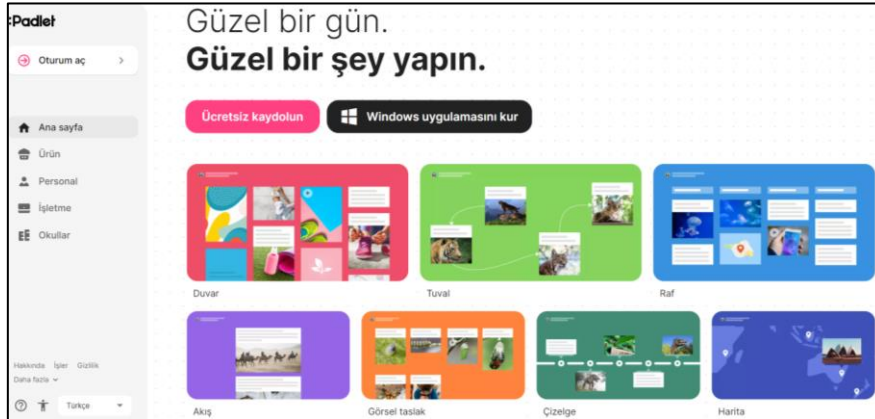 :Padlet
Oturum aç
Ana sayfa
Ürün
Personal
İşletme
Okullar
Hakkında İşler Gizlilik
Daha fazla
Türkçe
Güzel bir gün.
Güzel bir şey yapın.
Ücretsiz kaydolun
Windows uygulamasını kur
Duvar
Tuval
Raf
Akış
Görsel taslak
Çizelge
Harita